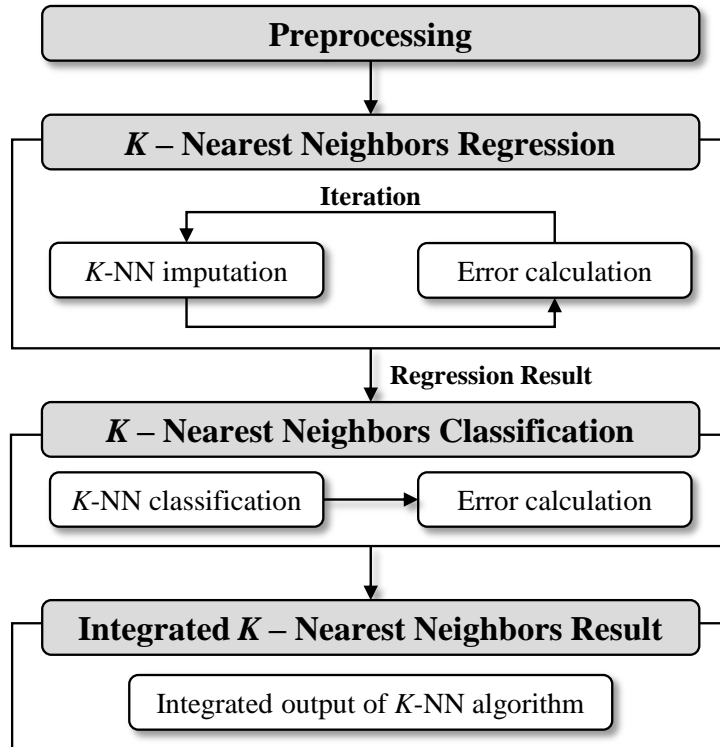 Preprocessing
K – Nearest Neighbors Regression
Iteration
K-NN imputation
Error calculation
Regression Result
K – Nearest Neighbors Classification
K-NN classification
Error calculation
Integrated K – Nearest Neighbors Result
Integrated output of K-NN algorithm